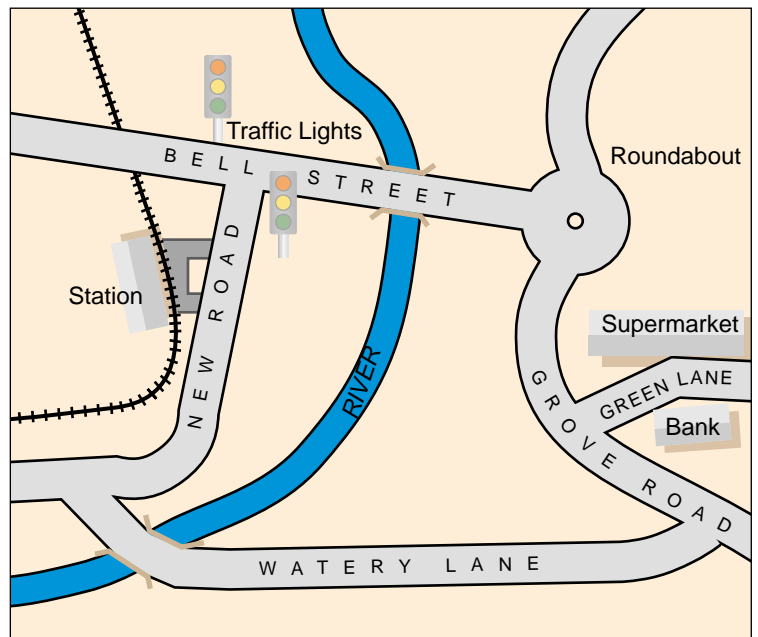 Traffic Lights
BELL STREET
Roundabout
NEW ROAD
Station
Supermarket
RIVER
GREEN LANE
GROVE ROAD
Bank
WATERY LANE